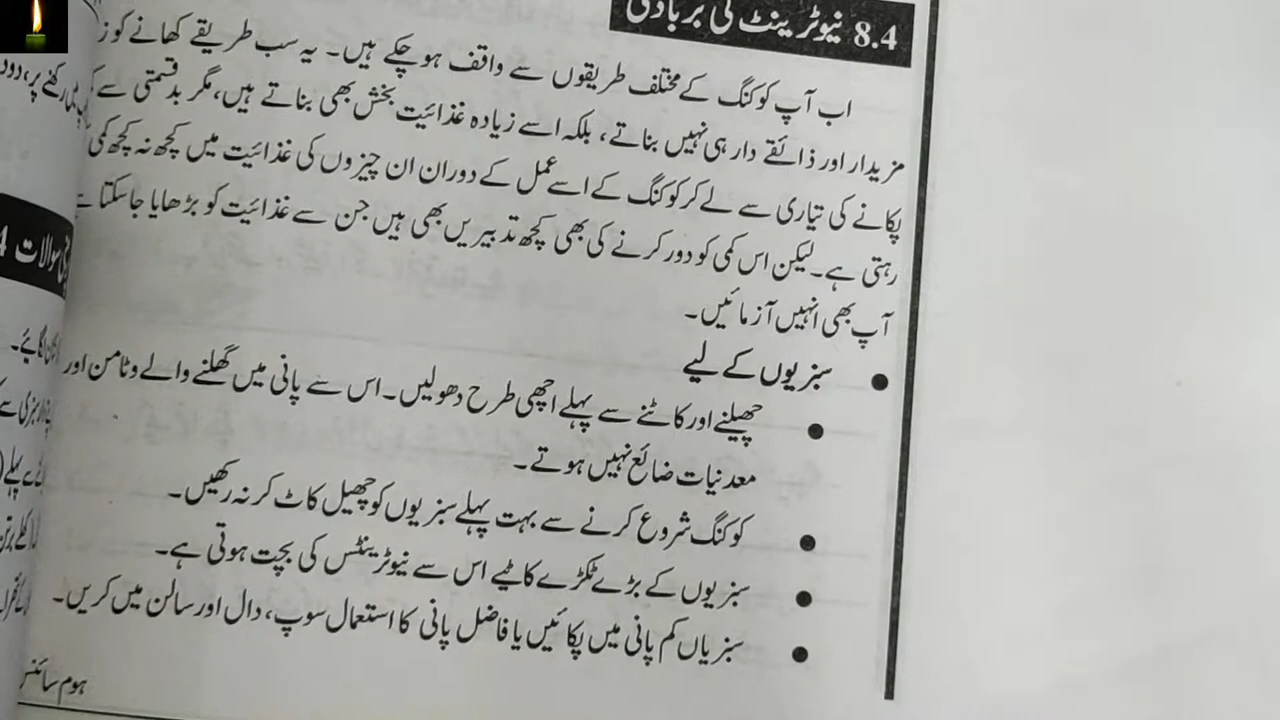 8.4 نیوٹرینٹ کی بربادی
اب آپ کوکنگ کے مختلف طریقوں سے واقف ہوچکے ہیں۔ یہ سب طریقے کھانے کو
مزیدار اور ذائقے دار ہی نہیں بناتے، بلکہ اسے زیادہ غذائیت بخش بھی بناتے ہیں، مگر بدقسمتی سے
پکانے کی تیاری سے لے کر کوکنگ کے اسے عمل کے دوران ان چیزوں کی غذائیت میں کچھ نہ کچھ کمی
رہتی ہے۔ لیکن اس کمی کو دور کرنے کی بھی کچھ تدبیریں بھی ہیں جن سے غذائیت کو بڑھایا جاسکتا
آپ بھی انہیں آزمائیں۔
● سبزیوں کے لیے
● چھیلنے اور کاٹنے سے پہلے اچھی طرح دھولیں۔ اس سے پانی میں گھلنے والے وٹامن اور
معدنیات ضائع نہیں ہوتے۔
● کوکنگ شروع کرنے سے بہت پہلے سبزیوں کو چھیل کاٹ کر نہ رکھیں۔
● سبزیوں کے بڑے ٹکڑے کاٹیے اس سے نیوٹرینٹس کی بچت ہوتی ہے۔
● سبزیاں کم پانی میں پکائیں یا فاضل پانی کا استعمال سوپ، دال اور سالن میں کریں۔
ہوم سائنس